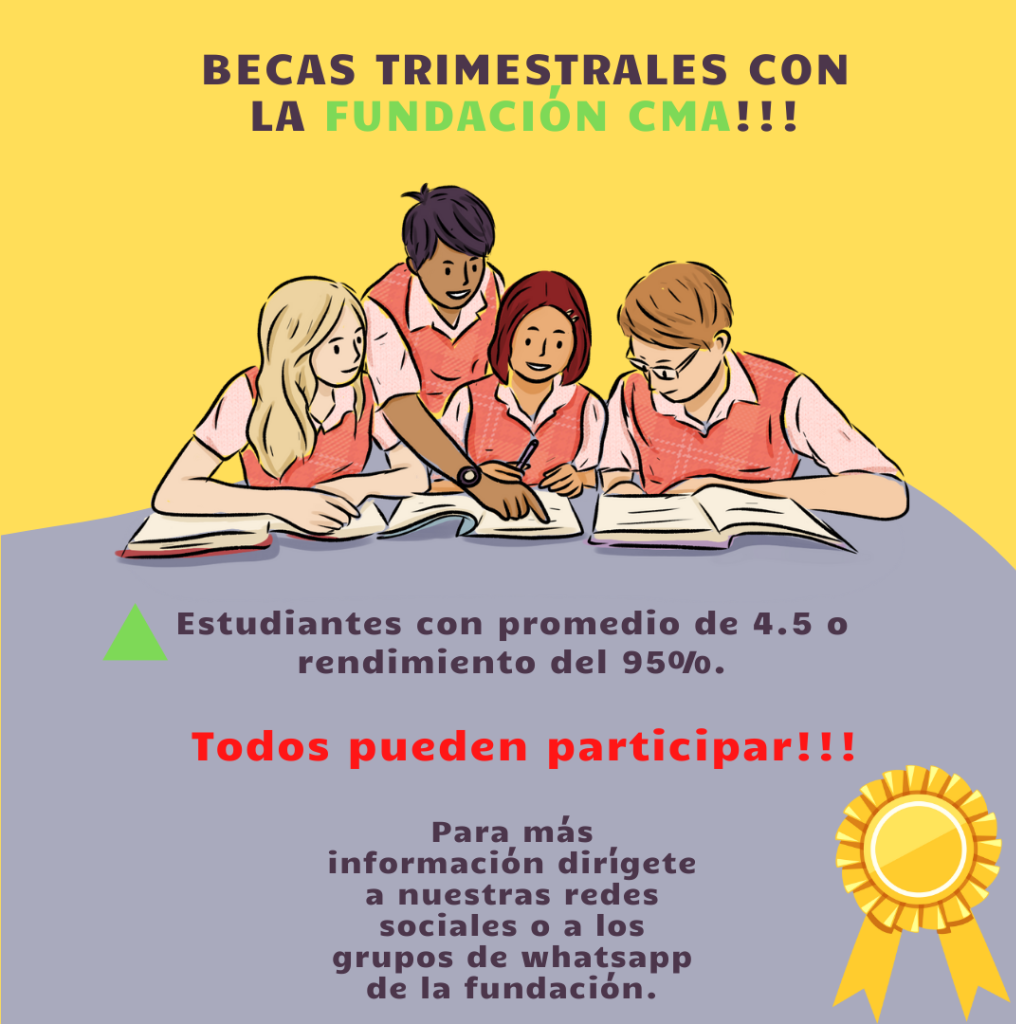 BECAS TRIMESTRALES CON
LA FUNDACIÓN CMA!!!
Estudiantes con promedio de 4.5 o
rendimiento del 95%.
Todos pueden participar!!!
Para más
información dirígete
a nuestras redes
sociales o a los
grupos de whatsapp
de la fundación.